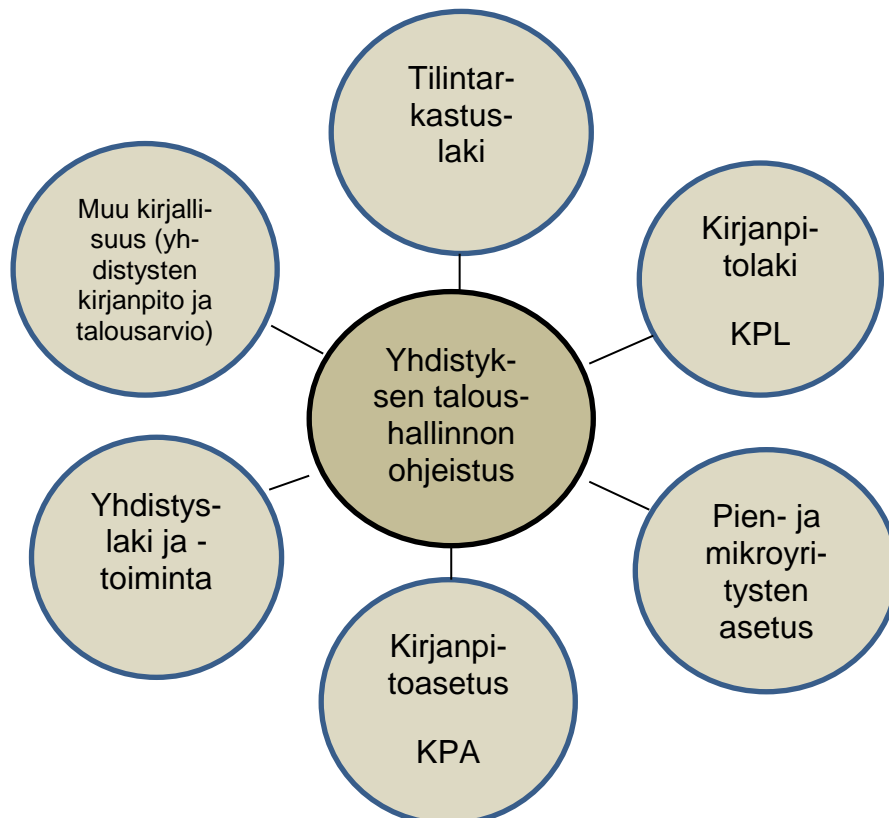 Tilintar-
kastus-
laki
Muu kirjalli-
suus (yh-
distysten
kirjanpito ja
talousarvio)
Kirjanpi-
tolaki
KPL
Yhdistyk-
sen talous-
hallinnon
ohjeistus
Yhdistys-
laki ja -
toiminta
Pien- ja
mikroyri-
tysten
asetus
Kirjanpi-
toasetus
KPA